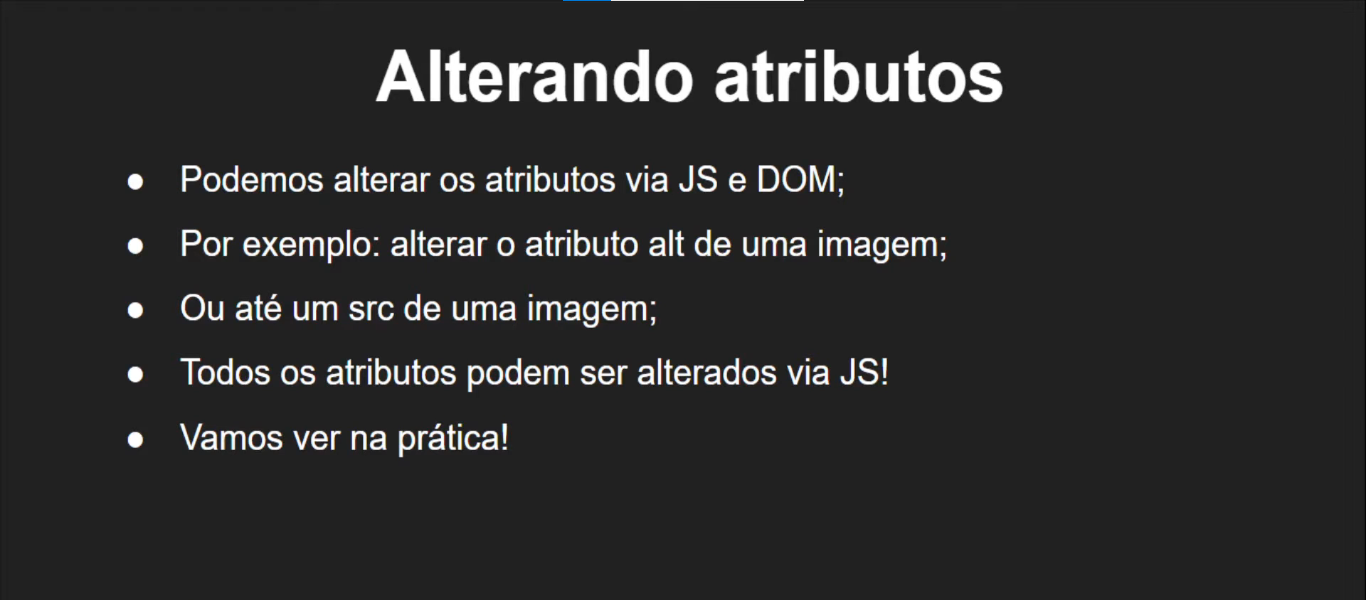 Alterando atributos
● Podemos alterar os atributos via JS e DOM;
● Por exemplo: alterar o atributo alt de uma imagem;
● Ou até um src de uma imagem;
● Todos os atributos podem ser alterados via JS!
● Vamos ver na prática!